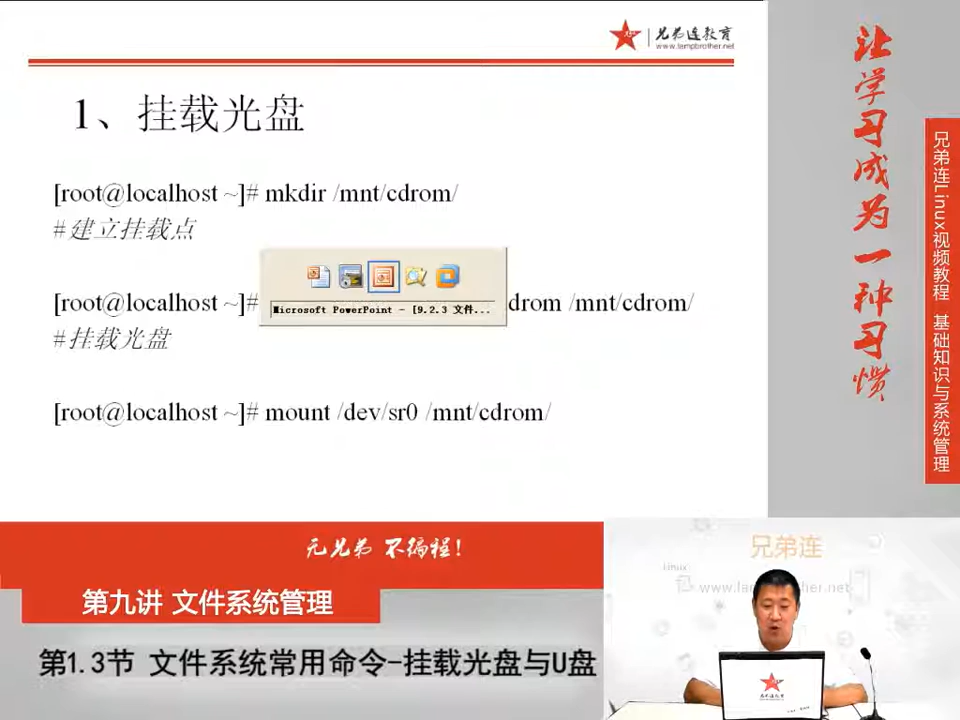 兄弟连教育
www.lampbrother.net
1、挂载光盘
[root@localhost ~]# mkdir /mnt/cdrom/
#建立挂载点
[root@localhost ~]#
drom /mnt/cdrom/
Microsoft PowerPoint - [9.2.3 文件...
#挂载光盘
[root@localhost ~]# mount /dev/sr0 /mnt/cdrom/
让学习成为一种习惯
兄弟连Linux视频教程 基础知识与系统管理
无兄弟 不编程!
第九讲 文件系统管理
第1.3节 文件系统常用命令-挂载光盘与U盘
兄弟连
Linux